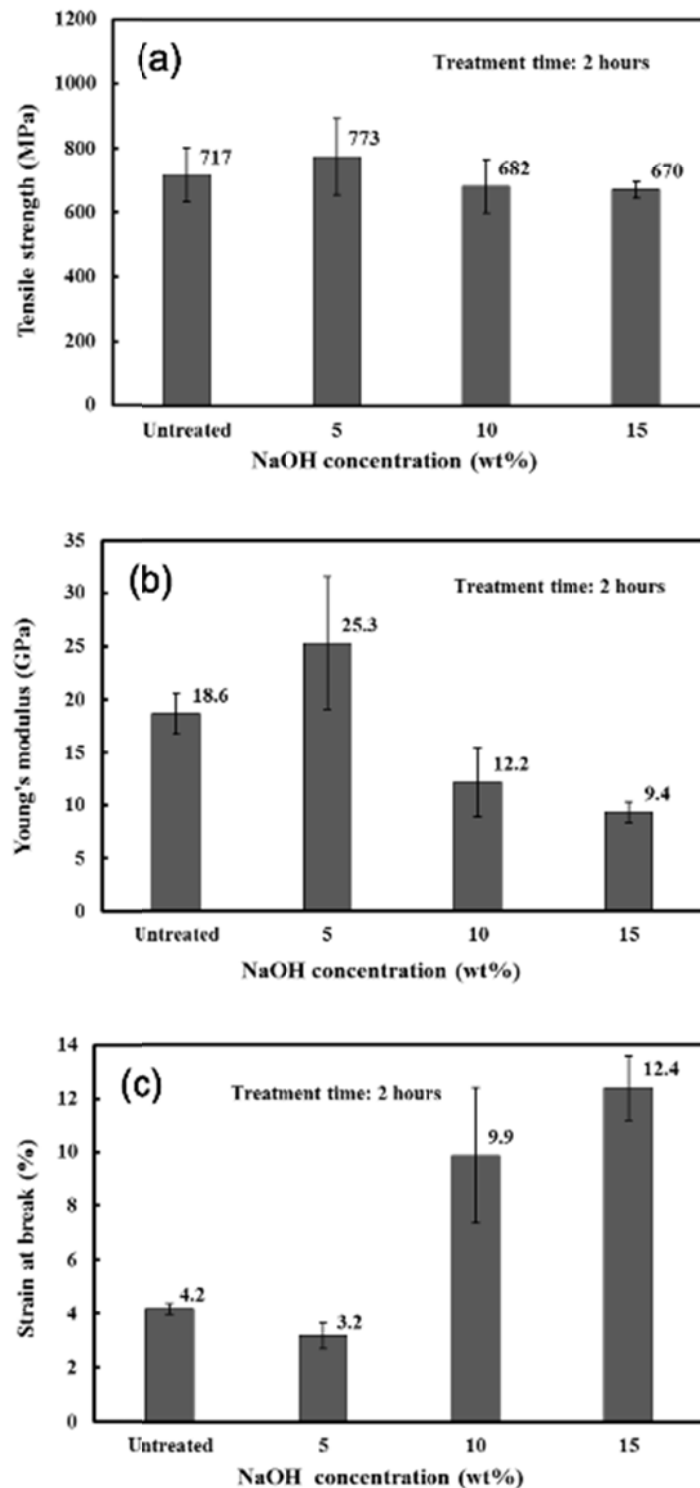 1200
(a)
Treatment time: 2 hours
1000
800
717
773
682
670
600
400
200
0
Tensile strength (MPa)
Untreated 5 10 15
NaOH concentration (wt%)
35
(b)
Treatment time: 2 hours
30
25
25.3
20
18.6
15
12.2
10
9.4
5
0
Young's modulus (GPa)
Untreated 5 10 15
NaOH concentration (wt%)
14
(c)
Treatment time: 2 hours
12.4
12
10
9.9
8
6
4
4.2
3.2
2
0
Strain at break (%)
Untreated 5 10 15
NaOH concentration (wt%)